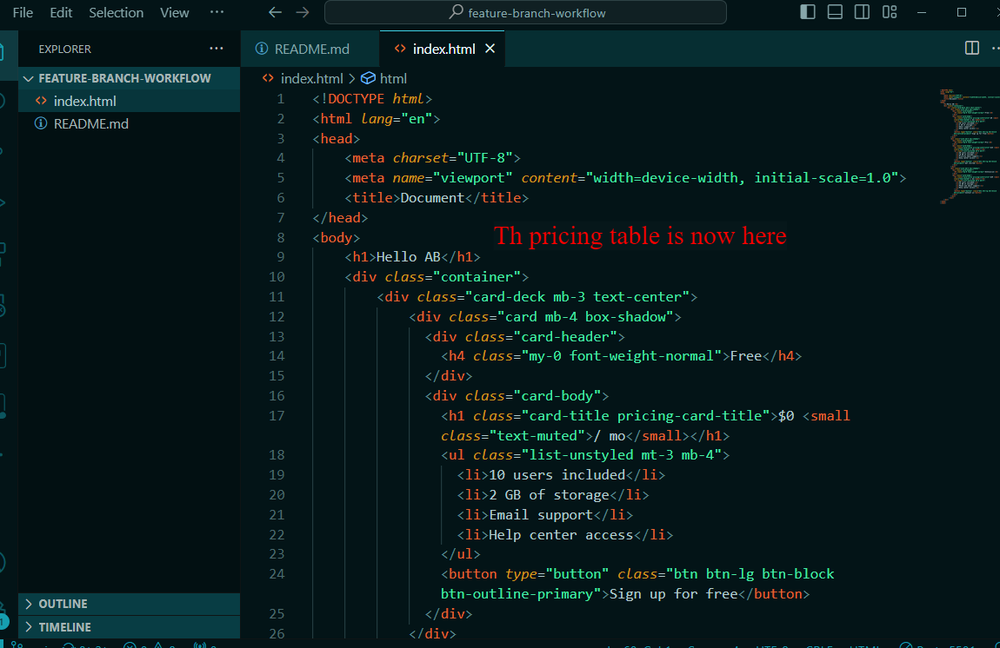 File Edit Selection View ···
feature-branch-workflow
EXPLORER ···
FEATURE-BRANCH-WORKFLOW
index.html
README.md
OUTLINE
TIMELINE
README.md index.html
index.html > html
1 <!DOCTYPE html>
2 <html lang="en">
3 <head>
4 <meta charset="UTF-8">
5 <meta name="viewport" content="width=device-width, initial-scale=1.0">
6 <title>Document</title>
7 </head>
Th pricing table is now here
8 <body>
9 <h1>Hello AB</h1>
10 <div class="container">
11 <div class="card-deck mb-3 text-center">
12 <div class="card mb-4 box-shadow">
13 <div class="card-header">
14 <h4 class="my-0 font-weight-normal">Free</h4>
15 </div>
16 <div class="card-body">
17 <h1 class="card-title pricing-card-title">$0 <small
class="text-muted">/ mo</small></h1>
18 <ul class="list-unstyled mt-3 mb-4">
19 <li>10 users included</li>
20 <li>2 GB of storage</li>
21 <li>Email support</li>
22 <li>Help center access</li>
23 </ul>
24 <button type="button" class="btn btn-lg btn-block
btn-outline-primary">Sign up for free</button>
25 </div>
26 </div>